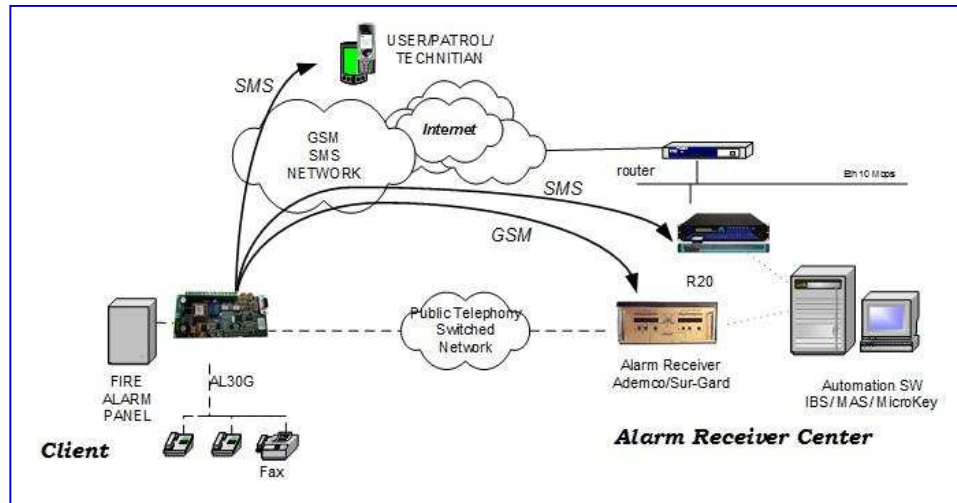 USER/PATROL/
TECHNITIAN
SMS
GSM
SMS
NETWORK
Internet
router
Eth 10 Mbps
SMS
GSM
R20
Public Telephony
Switched
Network
FIRE
ALARM
PANEL
AL30G
Fax
Client
Alarm Receiver
Ademco/Sur-Gard
Automation SW
IBS/MAS/MicroKey
Alarm Receiver Center